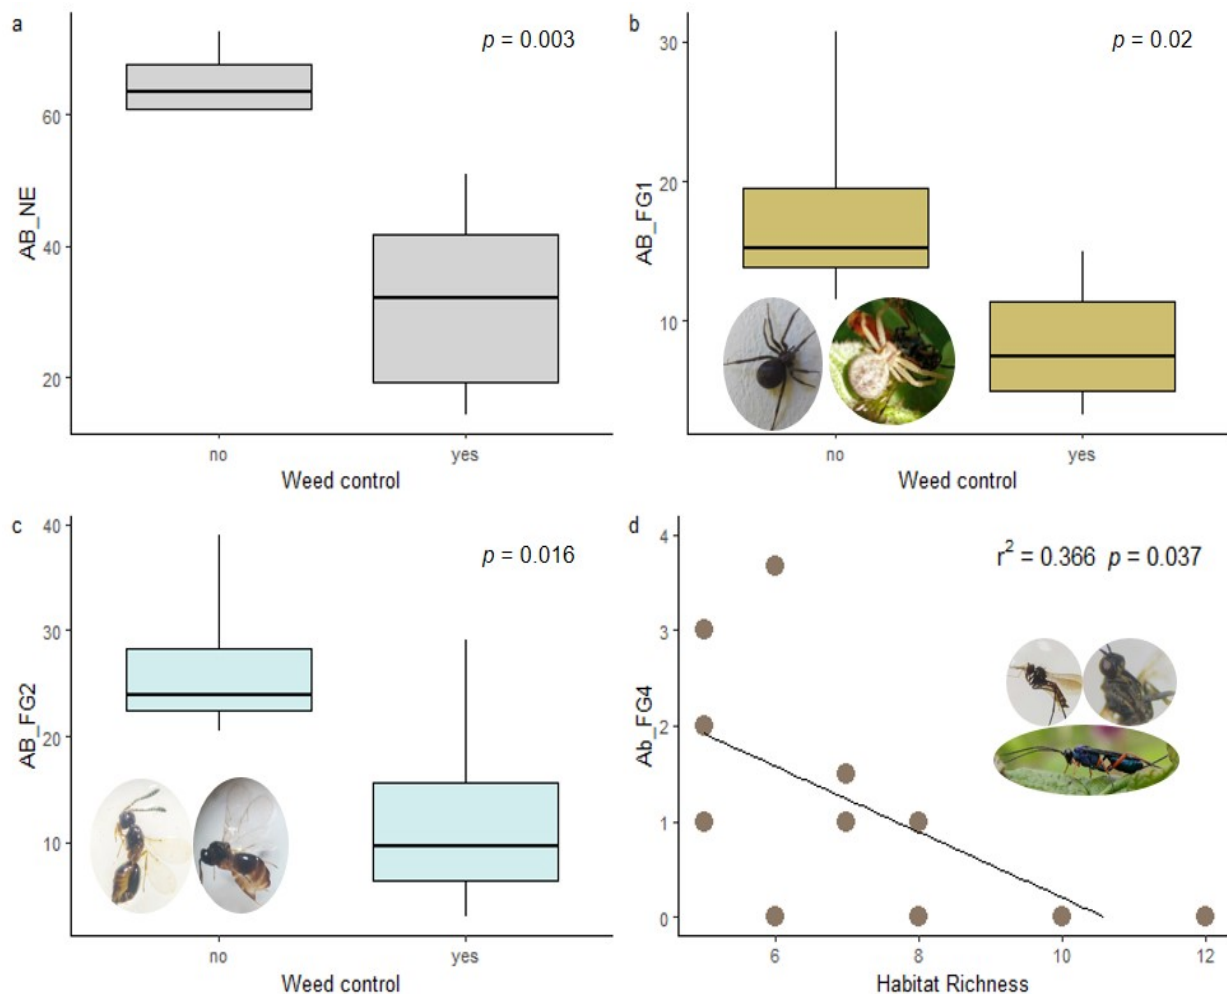 a
p = 0.003
60
40
20
AB_NE
no
yes
Weed control
b
p = 0.02
30
20
10
AB_FG1
no
yes
Weed control
c
p = 0.016
40
30
20
10
AB_FG2
no
yes
Weed control
d
r² = 0.366 p = 0.037
4
3
2
1
0
Ab_FG4
6
8
10
12
Habitat Richness